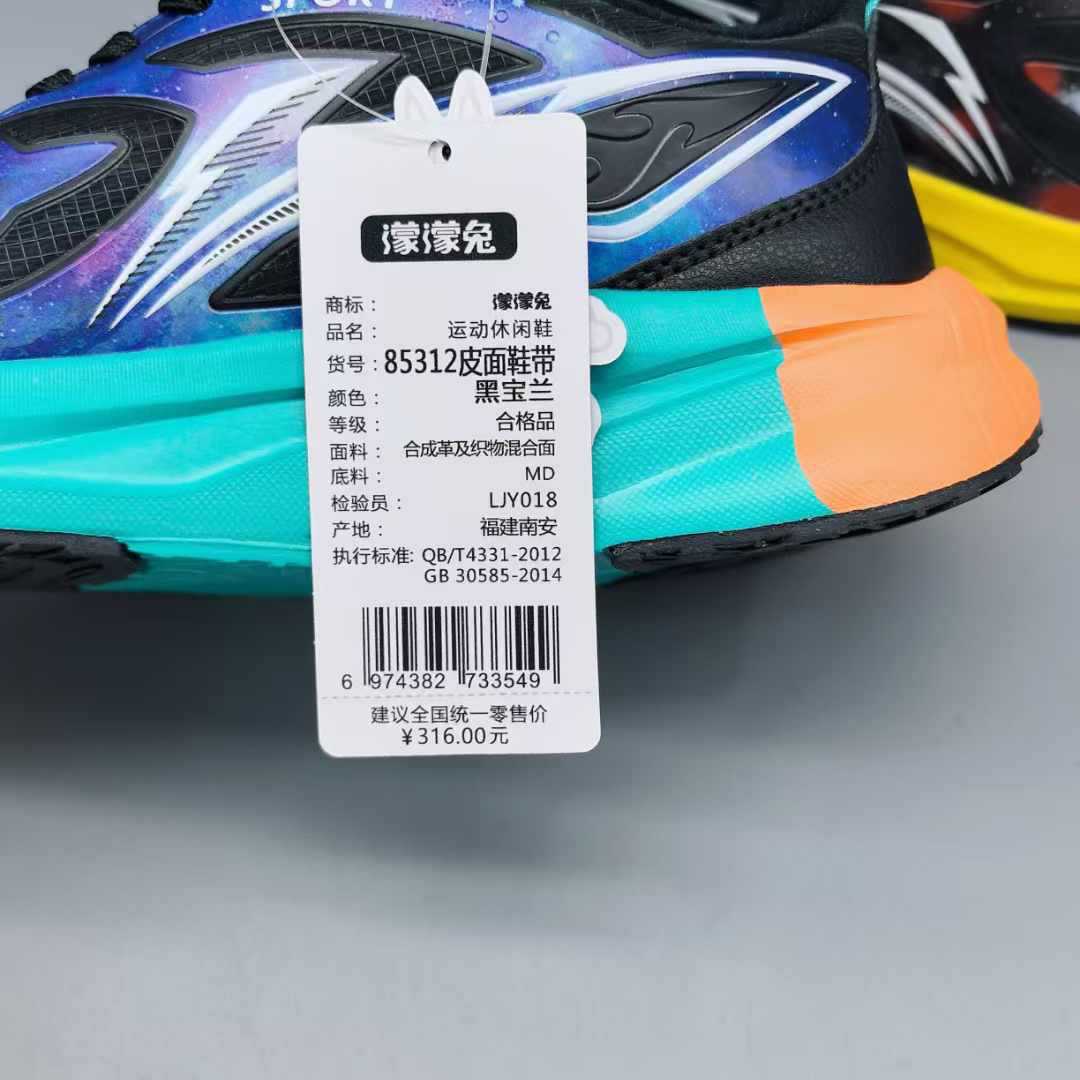 SPORT
濛濛兔
商标： 濛濛兔
品名： 运动休闲鞋
货号：85312皮面鞋带
颜色： 黑宝兰
等级： 合格品
面料： 合成革及织物混合面
底料： MD
检验员： LJY018
产地： 福建南安
执行标准: QB/T4331-2012
GB 30585-2014
6 974382 733549
建议全国统一零售价
￥316.00元